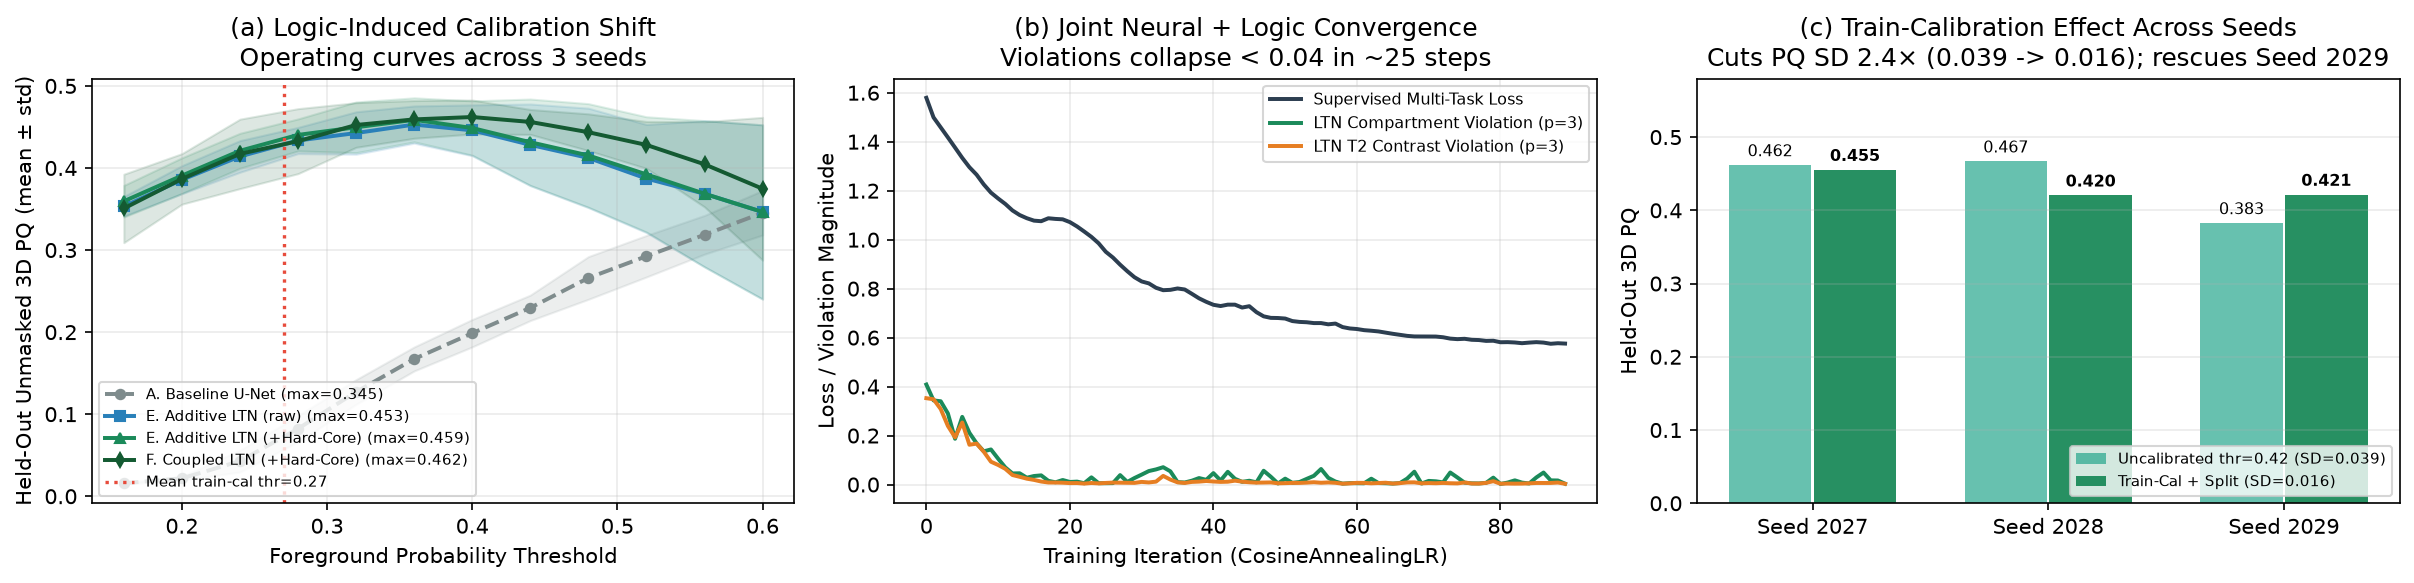 (a) Logic-Induced Calibration Shift
Operating curves across 3 seeds
Held-Out Unmasked 3D PQ (mean ± std)
0.5
0.4
0.3
0.2
0.1
0.0
A. Baseline U-Net (max=0.345)
E. Additive LTN (raw) (max=0.453)
E. Additive LTN (+Hard-Core) (max=0.459)
F. Coupled LTN (+Hard-Core) (max=0.462)
Mean train-cal thr=0.27
0.2 0.3 0.4 0.5 0.6
Foreground Probability Threshold
(b) Joint Neural + Logic Convergence
Violations collapse < 0.04 in ~25 steps
Loss / Violation Magnitude
1.6
1.4
1.2
1.0
0.8
0.6
0.4
0.2
0.0
Supervised Multi-Task Loss
LTN Compartment Violation (p=3)
LTN T2 Contrast Violation (p=3)
0 20 40 60 80
Training Iteration (CosineAnnealingLR)
(c) Train-Calibration Effect Across Seeds
Cuts PQ SD 2.4× (0.039 -> 0.016); rescues Seed 2029
Held-Out 3D PQ
0.5
0.4
0.3
0.2
0.1
0.0
0.462 0.455 0.467 0.420 0.383 0.421
Uncalibrated thr=0.42 (SD=0.039)
Train-Cal + Split (SD=0.016)
Seed 2027 Seed 2028 Seed 2029